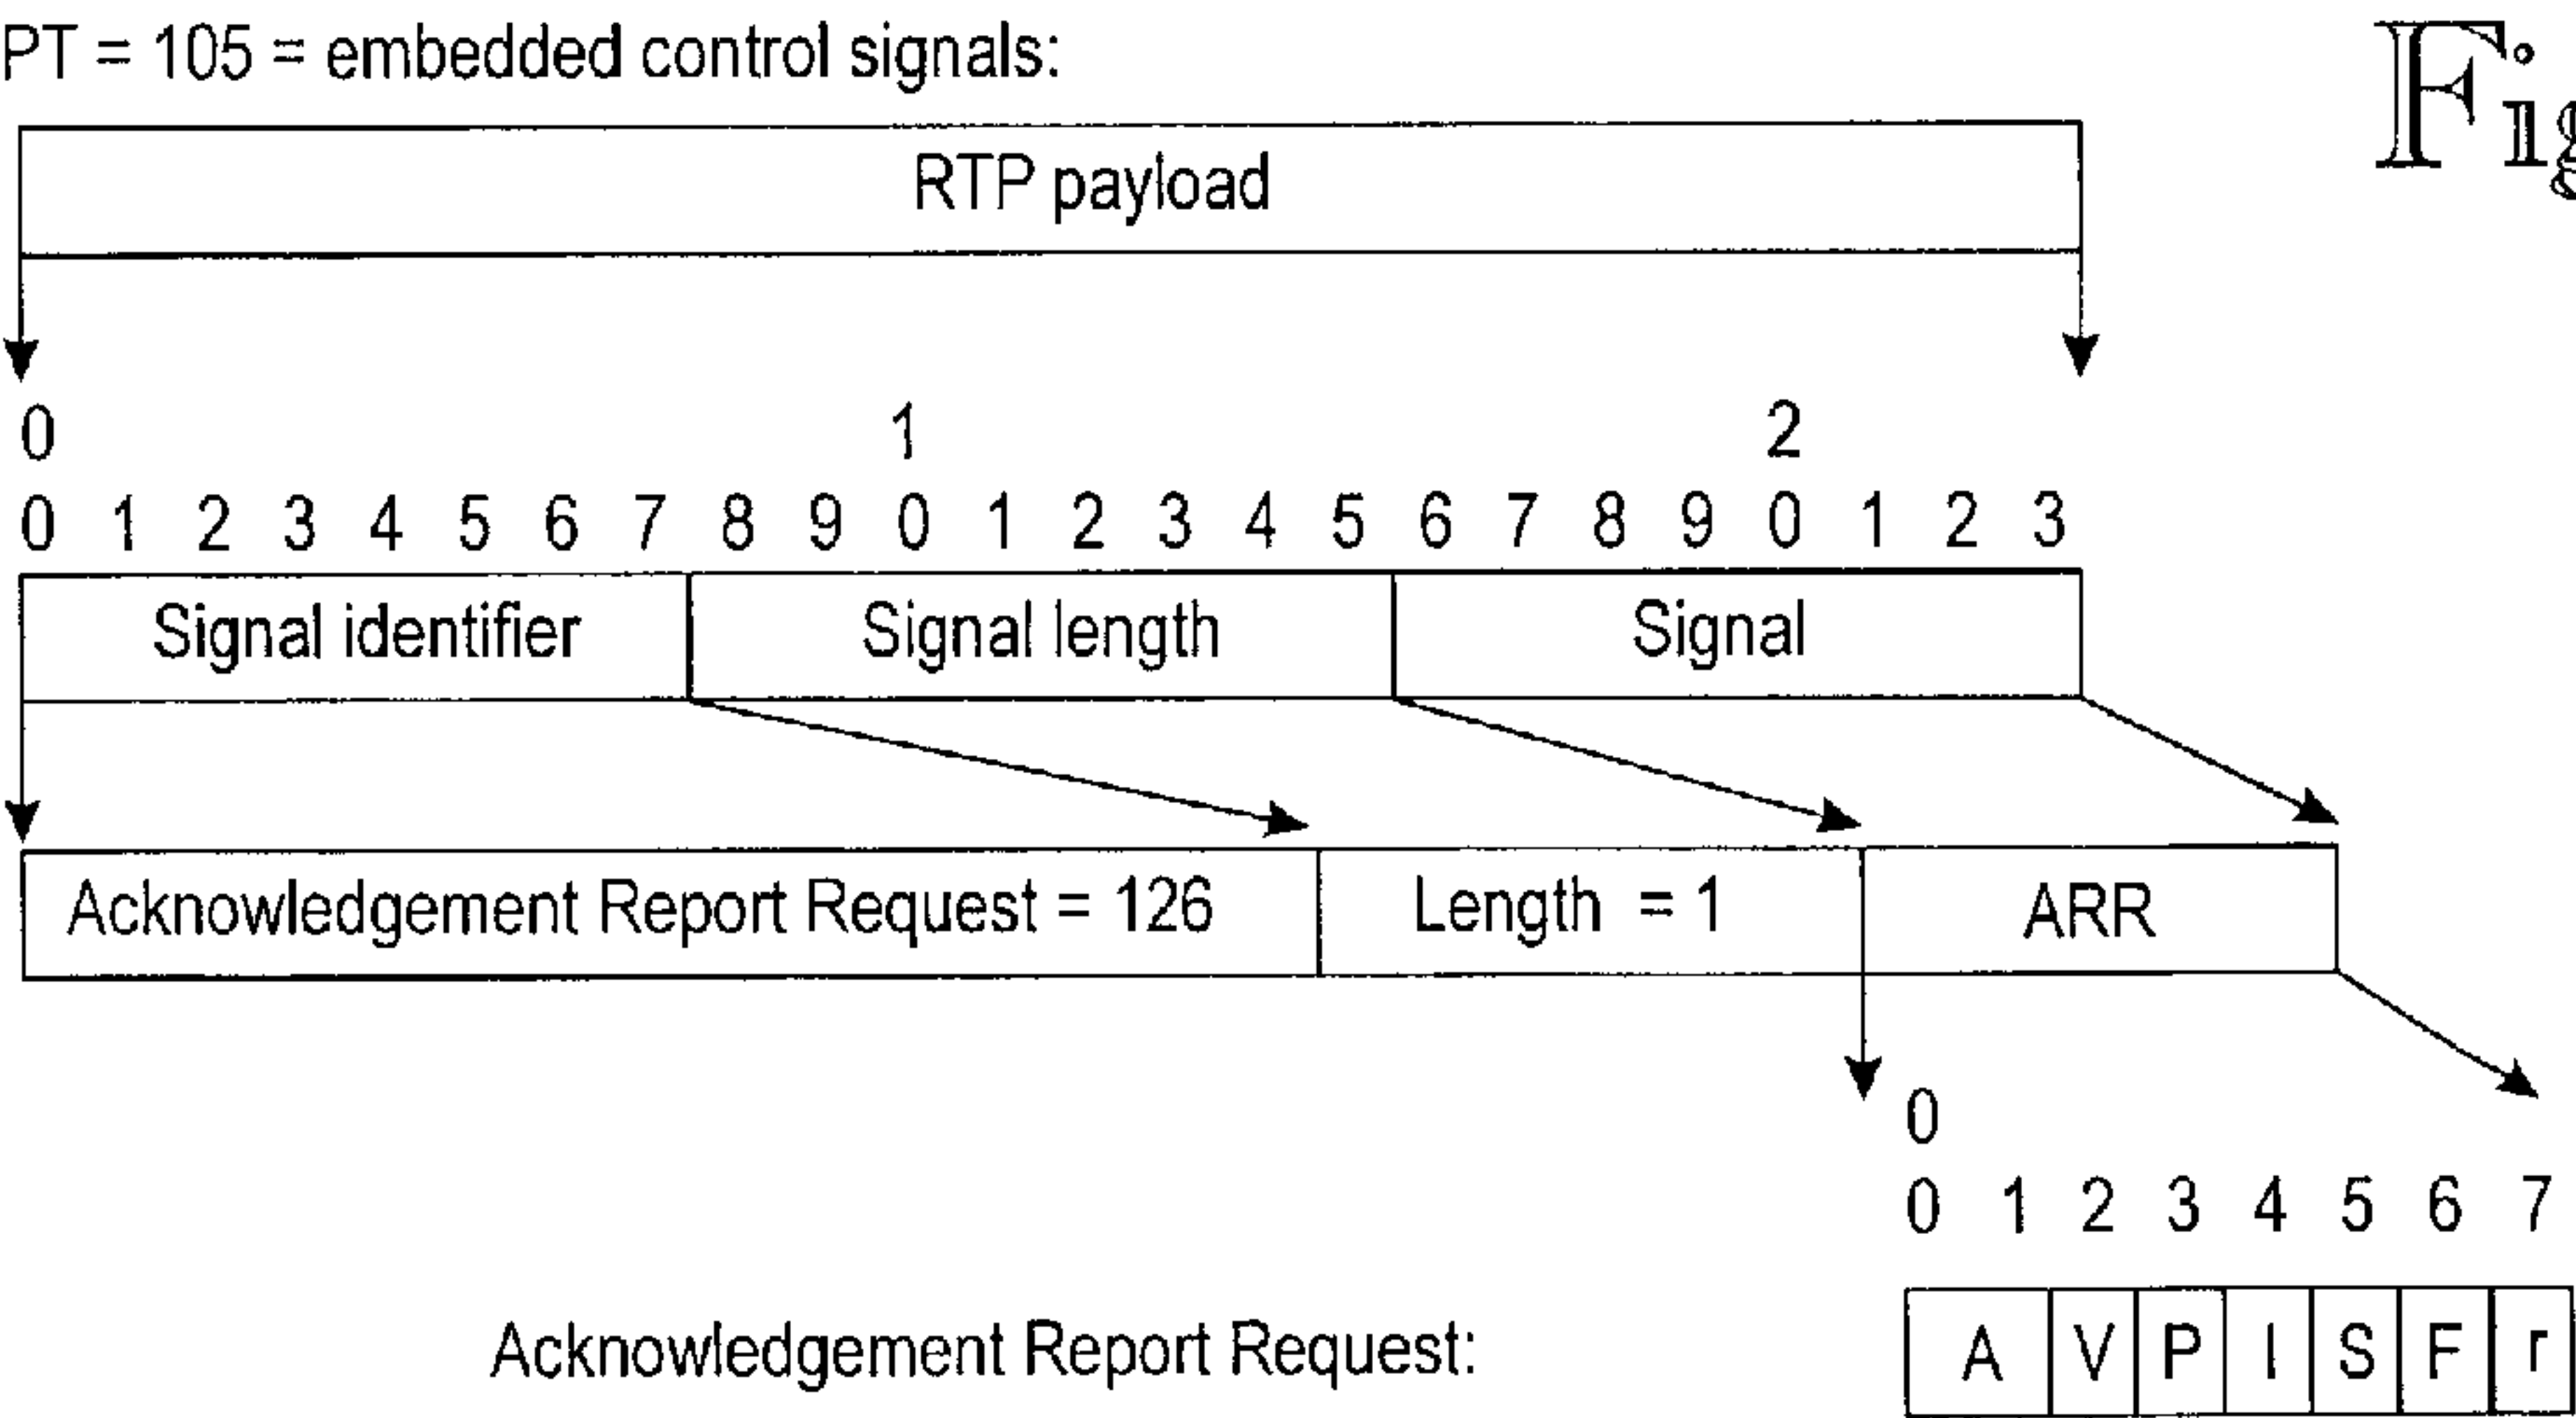 PT = 105 = embedded control signals:
Fig
RTP payload
0 1 2
0 1 2 3 4 5 6 7 8 9 0 1 2 3 4 5 6 7 8 9 0 1 2 3
Signal identifier Signal length Signal
Acknowledgement Report Request = 126 Length = 1 ARR
0
0 1 2 3 4 5 6 7
Acknowledgement Report Request: A V P I S F r